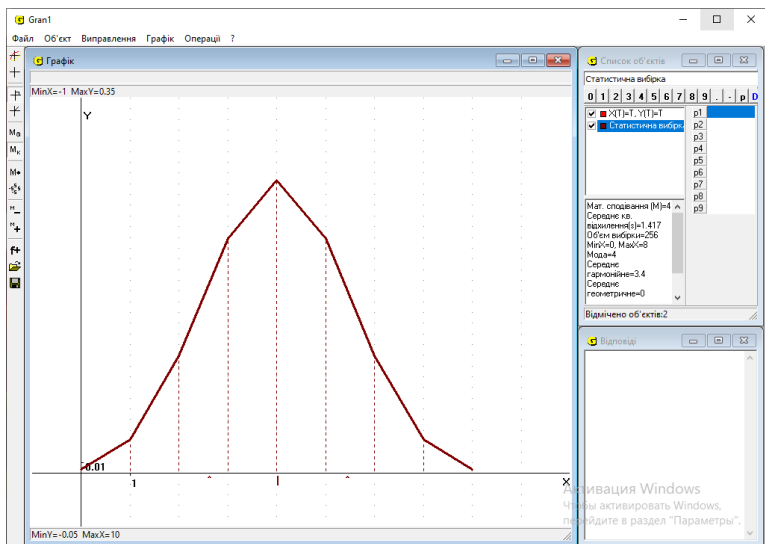 Gran1
Файл Об'єкт Виправлення Графік Операції ?
Графік
MinX=-1 MaxY=0.35
Y
0.01
1
X
MinY=-0.05 MaxX=10
Список об'єктів
Статистична вибірка
0 1 2 3 4 5 6 7 8 9 . - p D
X(T)=T, Y(T)=T
Статистична вибірк
p1
p2
p3
p4
p5
p6
p7
p8
p9
Мат. сподівання (M)=4
Середнє кв.
відхилення(s)=1.417
Об'єм вибірки=256
MinX=0, MaxX=8
Мода=4
Середнє
гармонійне=3.4
Середнє
геометричне=0
Відмічено об'єктів:2
Відповіді
Активация Windows
Чтобы активировать Windows,
перейдите в раздел "Параметры".